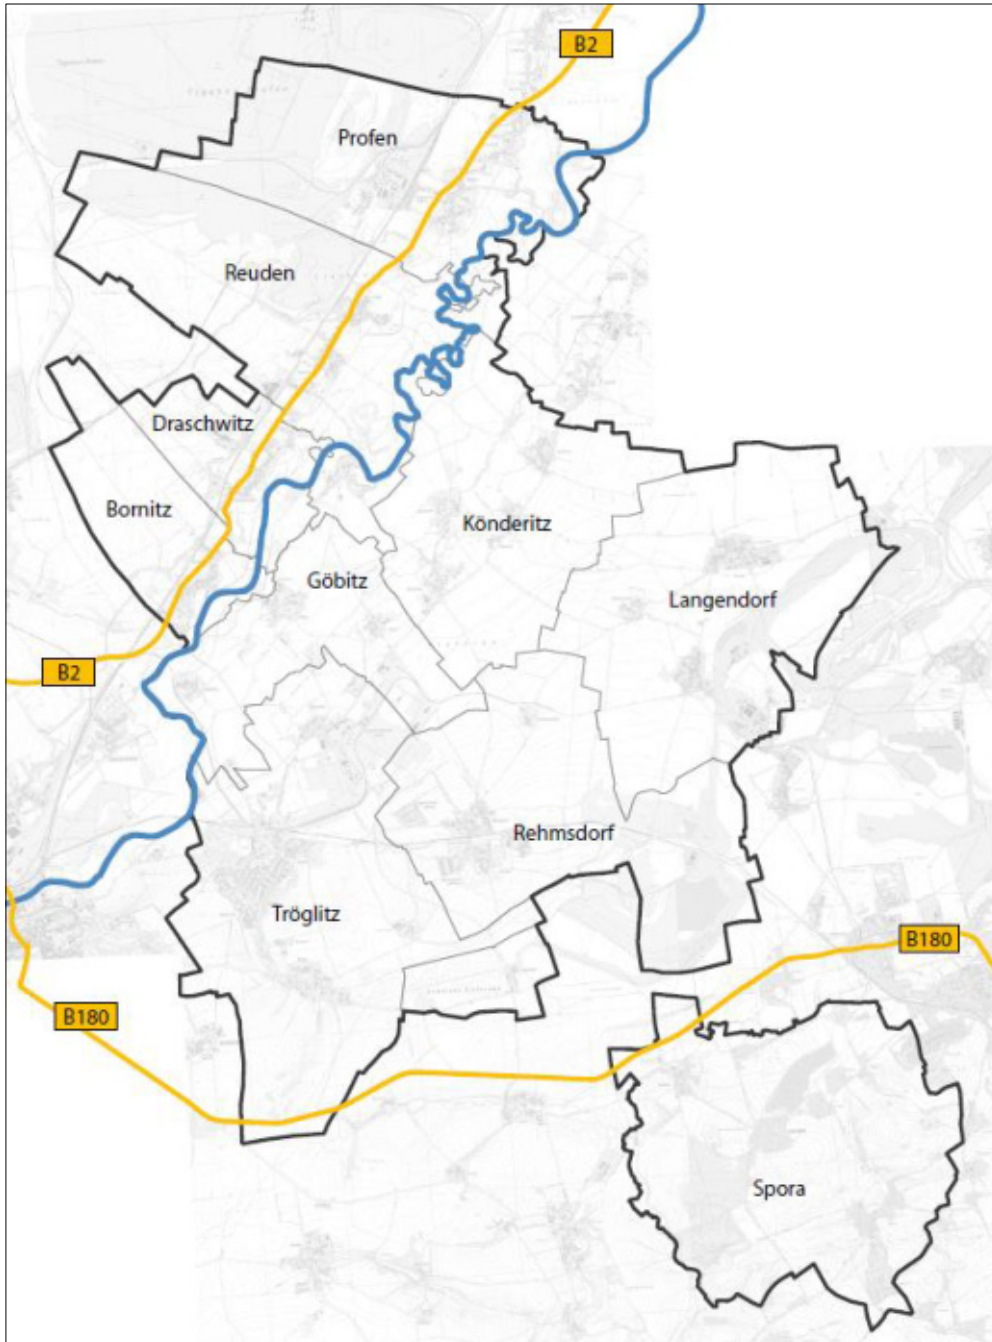 B2
Profen
Reuden
Draschwitz
Bornitz
Könderitz
Göbitz
Langendorf
B2
Rehmsdorf
Tröglitz
B180
B180
Spora